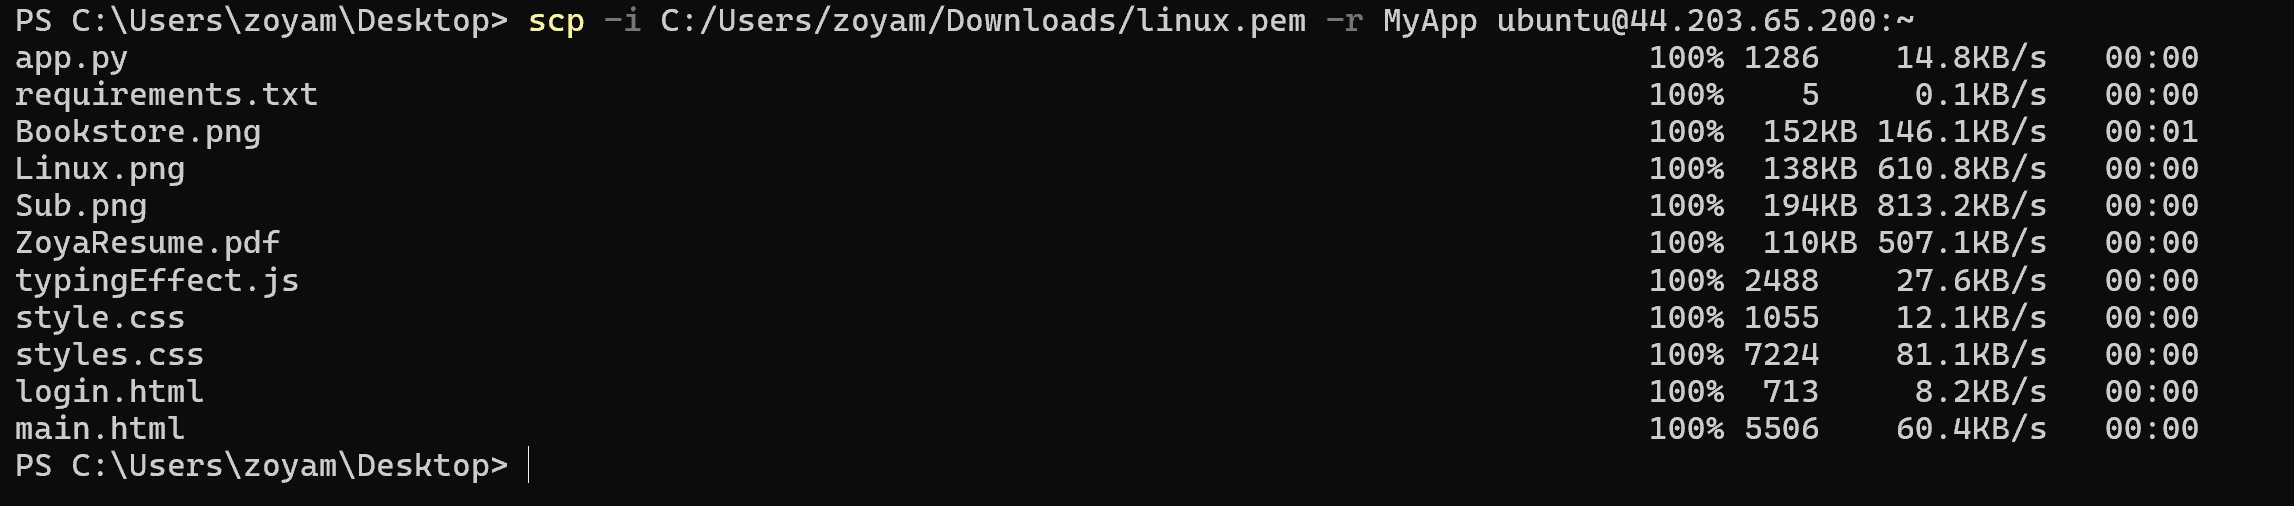 PS C:\Users\zoyam\Desktop> scp -i C:/Users/zoyam/Downloads/linux.pem -r MyApp ubuntu@44.203.65.200:~
app.py 100% 1286 14.8KB/s 00:00
requirements.txt 100% 5 0.1KB/s 00:00
Bookstore.png 100% 152KB 146.1KB/s 00:01
Linux.png 100% 138KB 610.8KB/s 00:00
Sub.png 100% 194KB 813.2KB/s 00:00
ZoyaResume.pdf 100% 110KB 507.1KB/s 00:00
typingEffect.js 100% 2488 27.6KB/s 00:00
style.css 100% 1055 12.1KB/s 00:00
styles.css 100% 7224 81.1KB/s 00:00
login.html 100% 713 8.2KB/s 00:00
main.html 100% 5506 60.4KB/s 00:00
PS C:\Users\zoyam\Desktop>